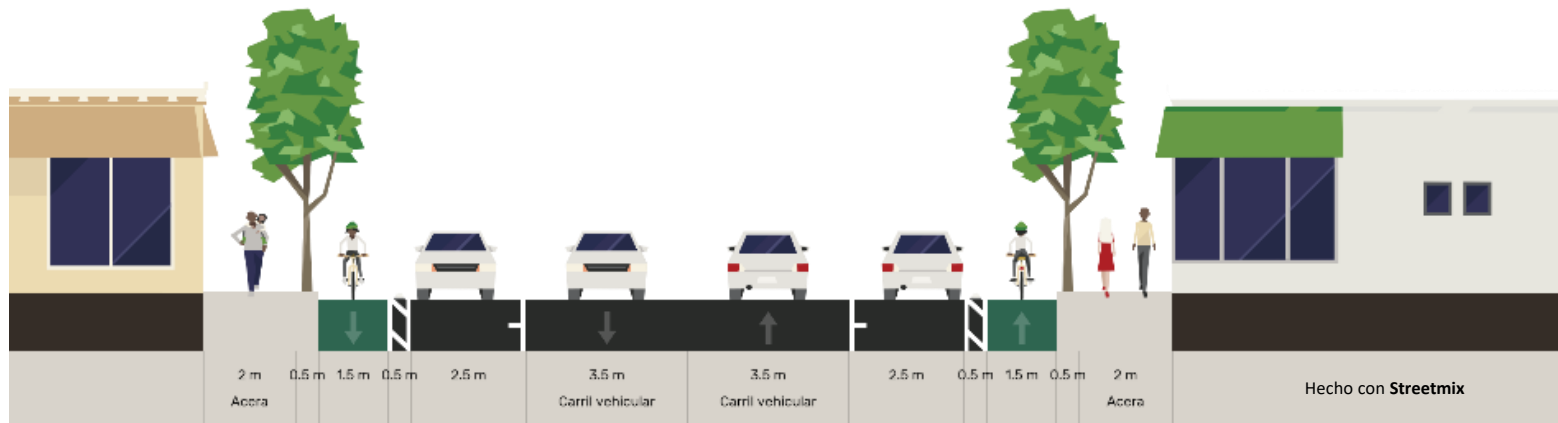 2 m 0.5 m 1.5 m 0.5 m 2.5 m 3.5 m 3.5 m 2.5 m 0.5 m 1.5 m 0.5 m 2 m
Acera Carril vehicular Carril vehicular Acera
Hecho con Streetmix